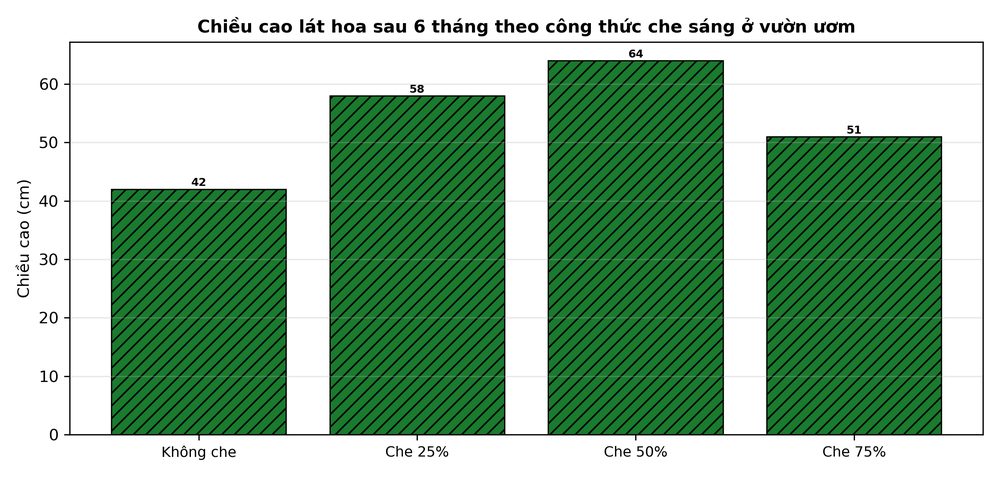 Chiều cao lát hoa sau 6 tháng theo công thức che sáng ở vườn ươm
Chiều cao (cm)
60
50
40
30
20
10
0
42
58
64
51
Không che
Che 25%
Che 50%
Che 75%